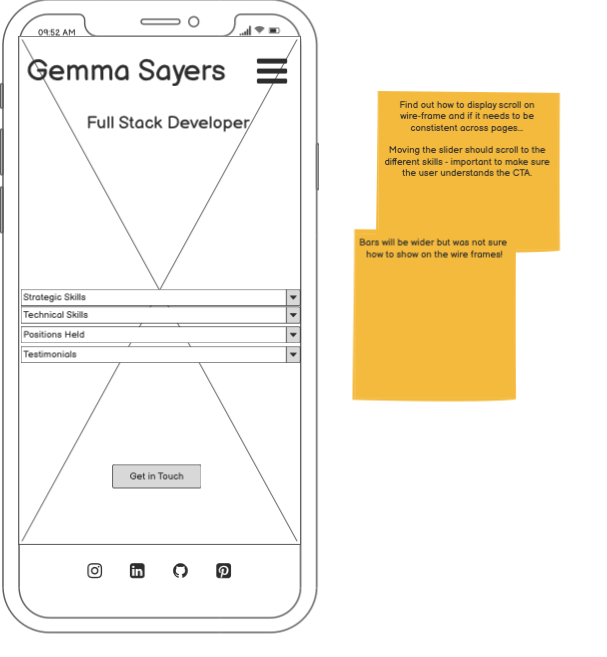 09:52 AM
Gemma Sayers
Full Stack Developer
Strategic Skills
Technical Skills
Positions Held
Testimonials
Get in Touch
in
Find out how to display scroll on
wire-frame and if it needs to be
constistent across pages...
Moving the slider should scroll to the
different skills - important to make sure
the user understands the CTA.
Bars will be wider but was not sure
how to show on the wire frames!